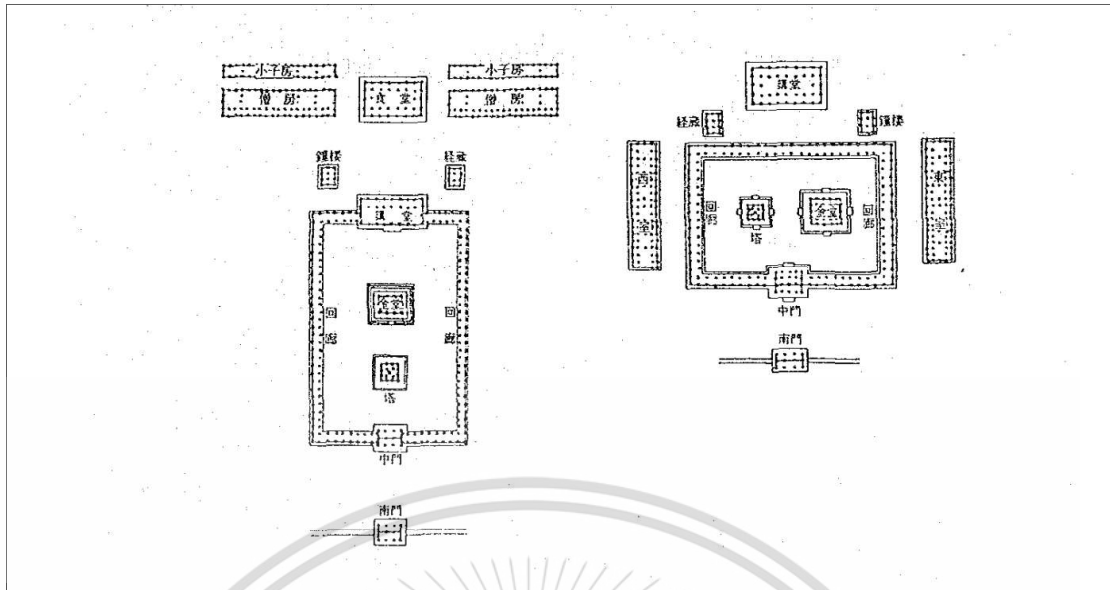 小子房
小子房
僧房
食堂
僧房
鐘楼
経蔵
講堂
金堂
回廊
回廊
塔
中門
南門
講堂
経蔵
鐘楼
西室
東室
回廊
塔
金堂
回廊
中門
南門